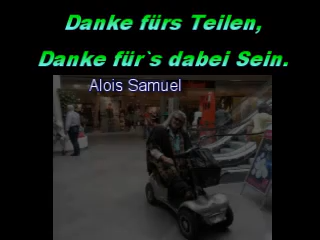 Danke fürs Teilen,
Danke für`s dabei Sein.
Alois Samuel